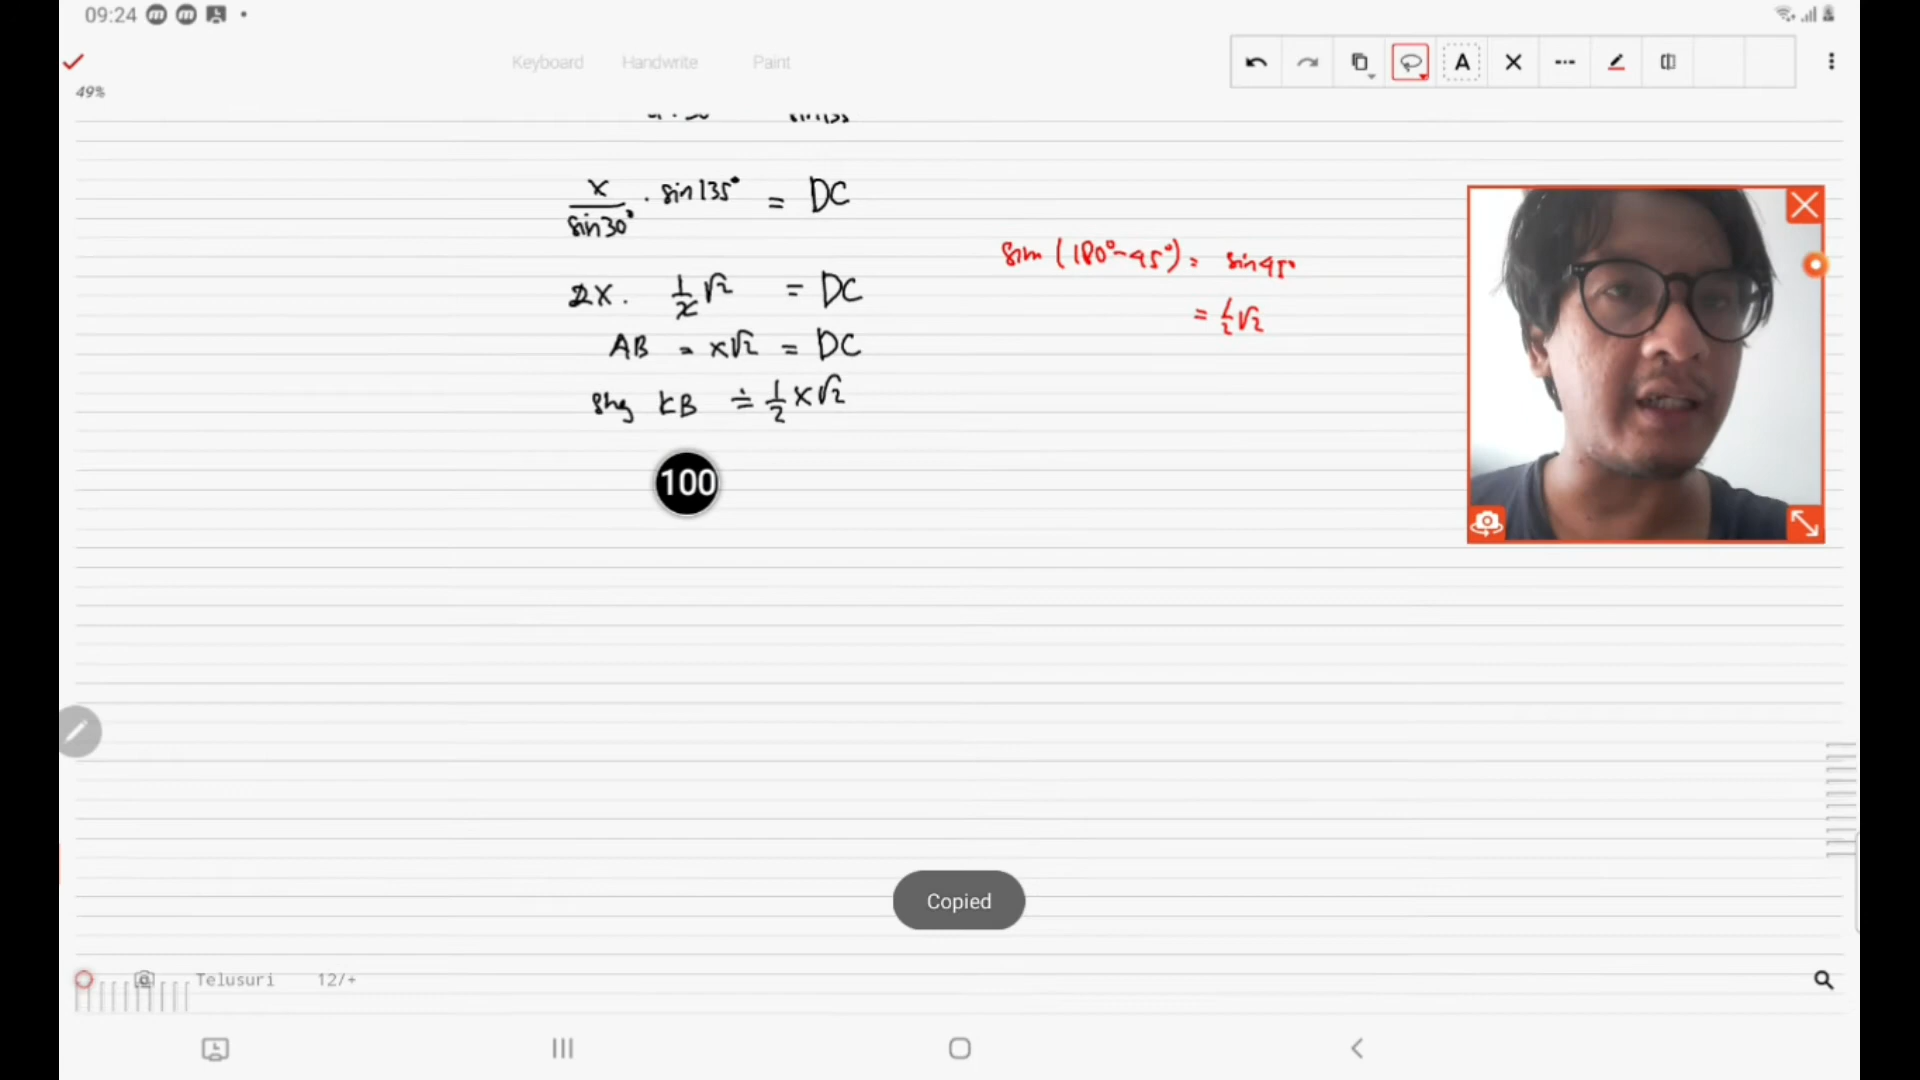 09:24
Keyboard Handwrite Paint
A
49%
sin135
x/sin30° · sin135° = DC
sin (180°-45°) = sin45°
2x. 1/2 √2 = DC
= 1/2 √2
AB = x√2 = DC
shg KB = 1/2 x√2
100
Copied
Telusuri 12/+